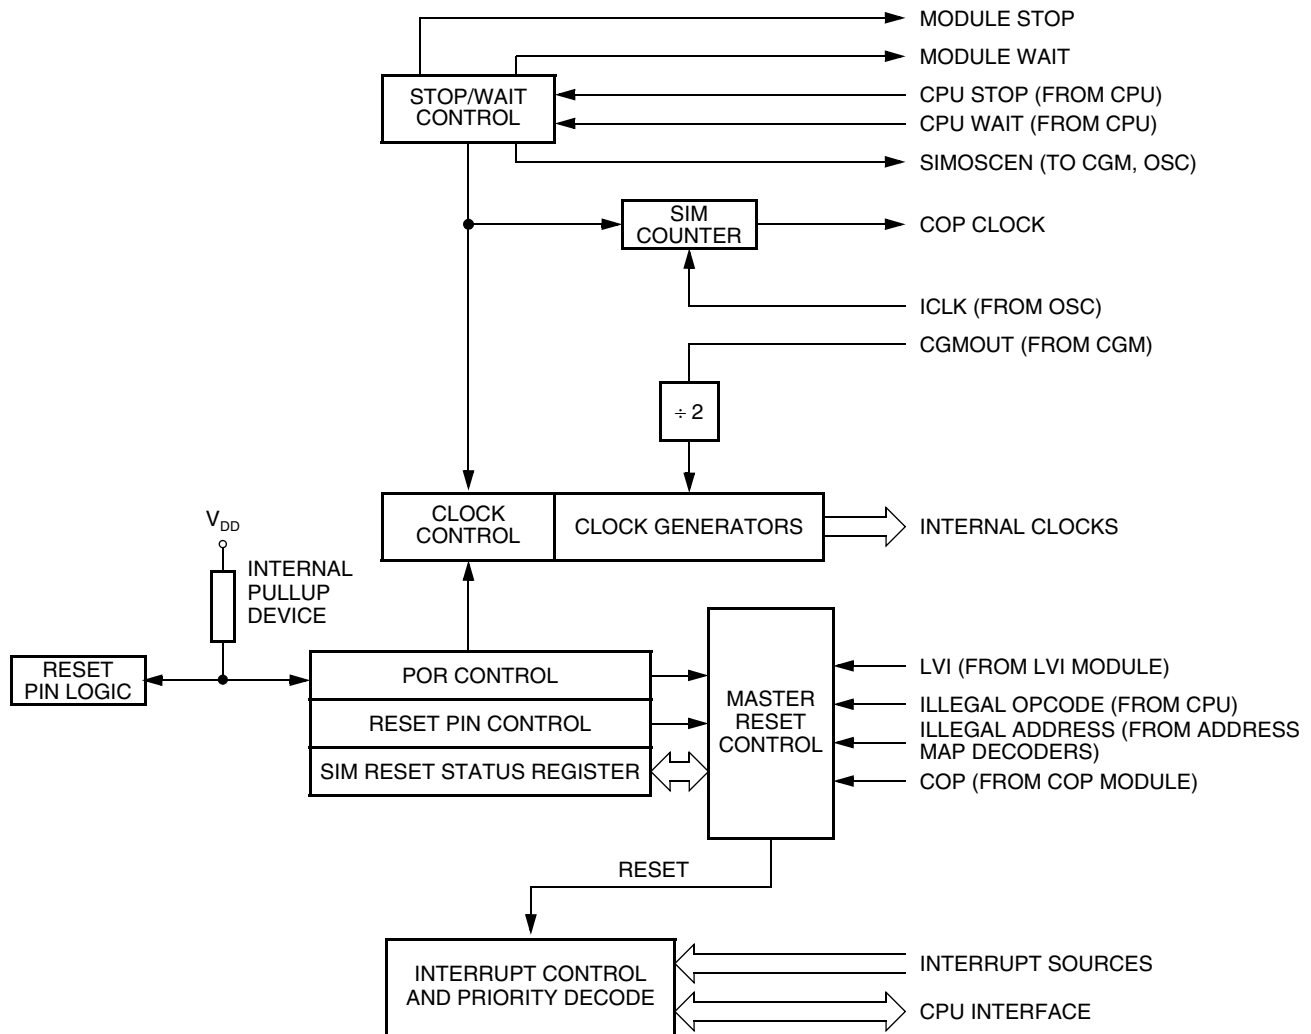 MODULE STOP
MODULE WAIT
STOP/WAIT
CONTROL
CPU STOP (FROM CPU)
CPU WAIT (FROM CPU)
SIMOSCEN (TO CGM, OSC)
SIM
COUNTER
COP CLOCK
ICLK (FROM OSC)
CGMOUT (FROM CGM)
÷ 2
CLOCK
CONTROL
CLOCK GENERATORS
INTERNAL CLOCKS
VDD
INTERNAL
PULLUP
DEVICE
RESET
PIN LOGIC
POR CONTROL
RESET PIN CONTROL
SIM RESET STATUS REGISTER
MASTER
RESET
CONTROL
LVI (FROM LVI MODULE)
ILLEGAL OPCODE (FROM CPU)
ILLEGAL ADDRESS (FROM ADDRESS
MAP DECODERS)
COP (FROM COP MODULE)
RESET
INTERRUPT CONTROL
AND PRIORITY DECODE
INTERRUPT SOURCES
CPU INTERFACE